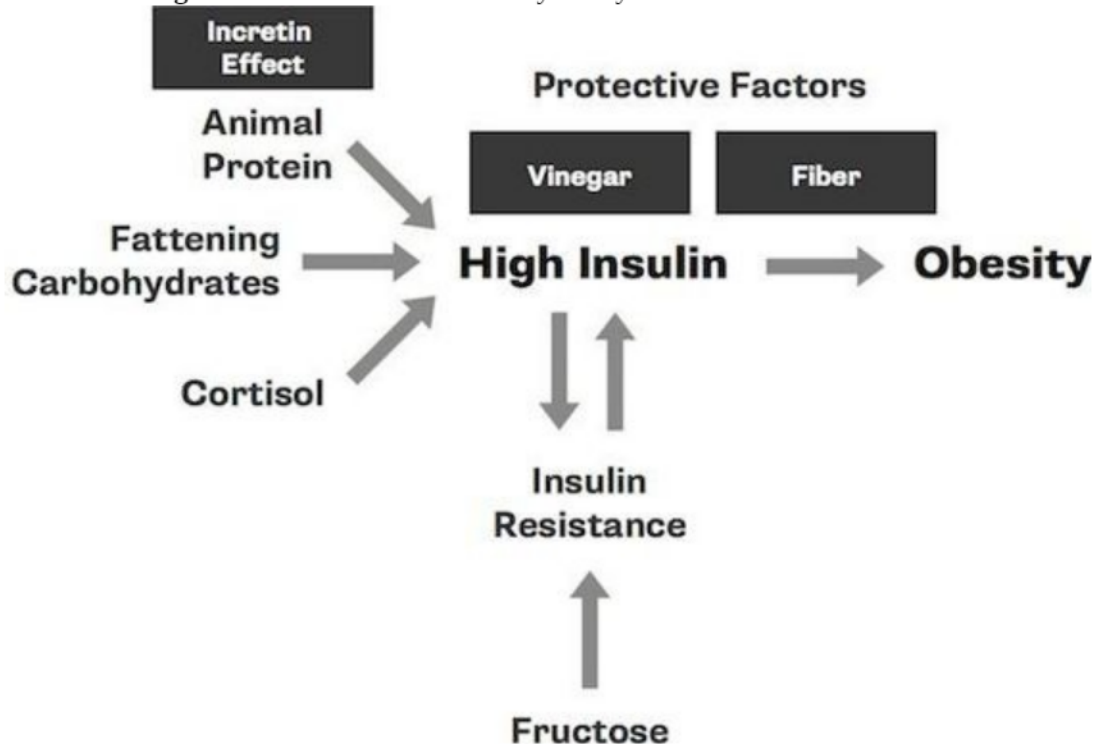 Incretin
Effect
Protective Factors
Animal
Protein
Vinegar
Fiber
Fattening
Carbohydrates
High Insulin
Obesity
Cortisol
Insulin
Resistance
Fructose